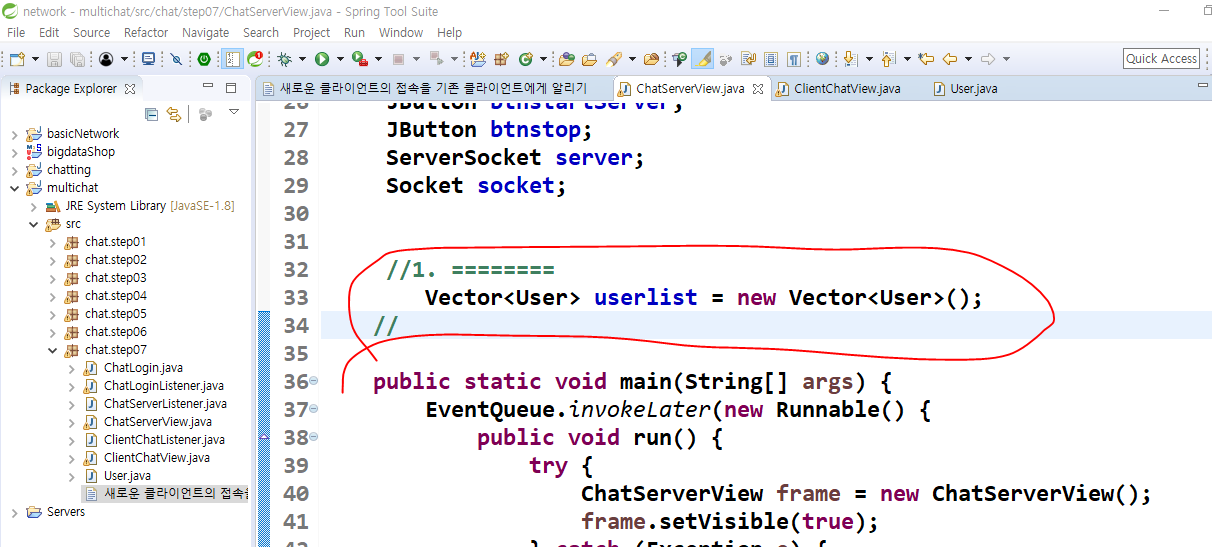 network - multichat/src/chat/step07/ChatServerView.java - Spring Tool Suite
File Edit Source Refactor Navigate Search Project Run Window Help
Quick Access
Package Explorer
새로운 클라이언트의 접속을 기존 클라이언트에게 알리기 ChatServerView.java ClientChatView.java User.java
basicNetwork
bigdataShop
chatting
multichat
JRE System Library [JavaSE-1.8]
src
chat.step01
chat.step02
chat.step03
chat.step04
chat.step05
chat.step06
chat.step07
ChatLogin.java
ChatLoginListener.java
ChatServerListener.java
ChatServerView.java
ClientChatListener.java
ClientChatView.java
User.java
새로운 클라이언트의 접속을
Servers
26 JButton btnstartServer;
27 JButton btnstop;
28 ServerSocket server;
29 Socket socket;
30
31
32 //1. ========
33 Vector<User> userlist = new Vector<User>();
34 //
35
36 public static void main(String[] args) {
37 EventQueue.invokeLater(new Runnable() {
38 public void run() {
39 try {
40 ChatServerView frame = new ChatServerView();
41 frame.setVisible(true);
42 } catch (Exception e) {